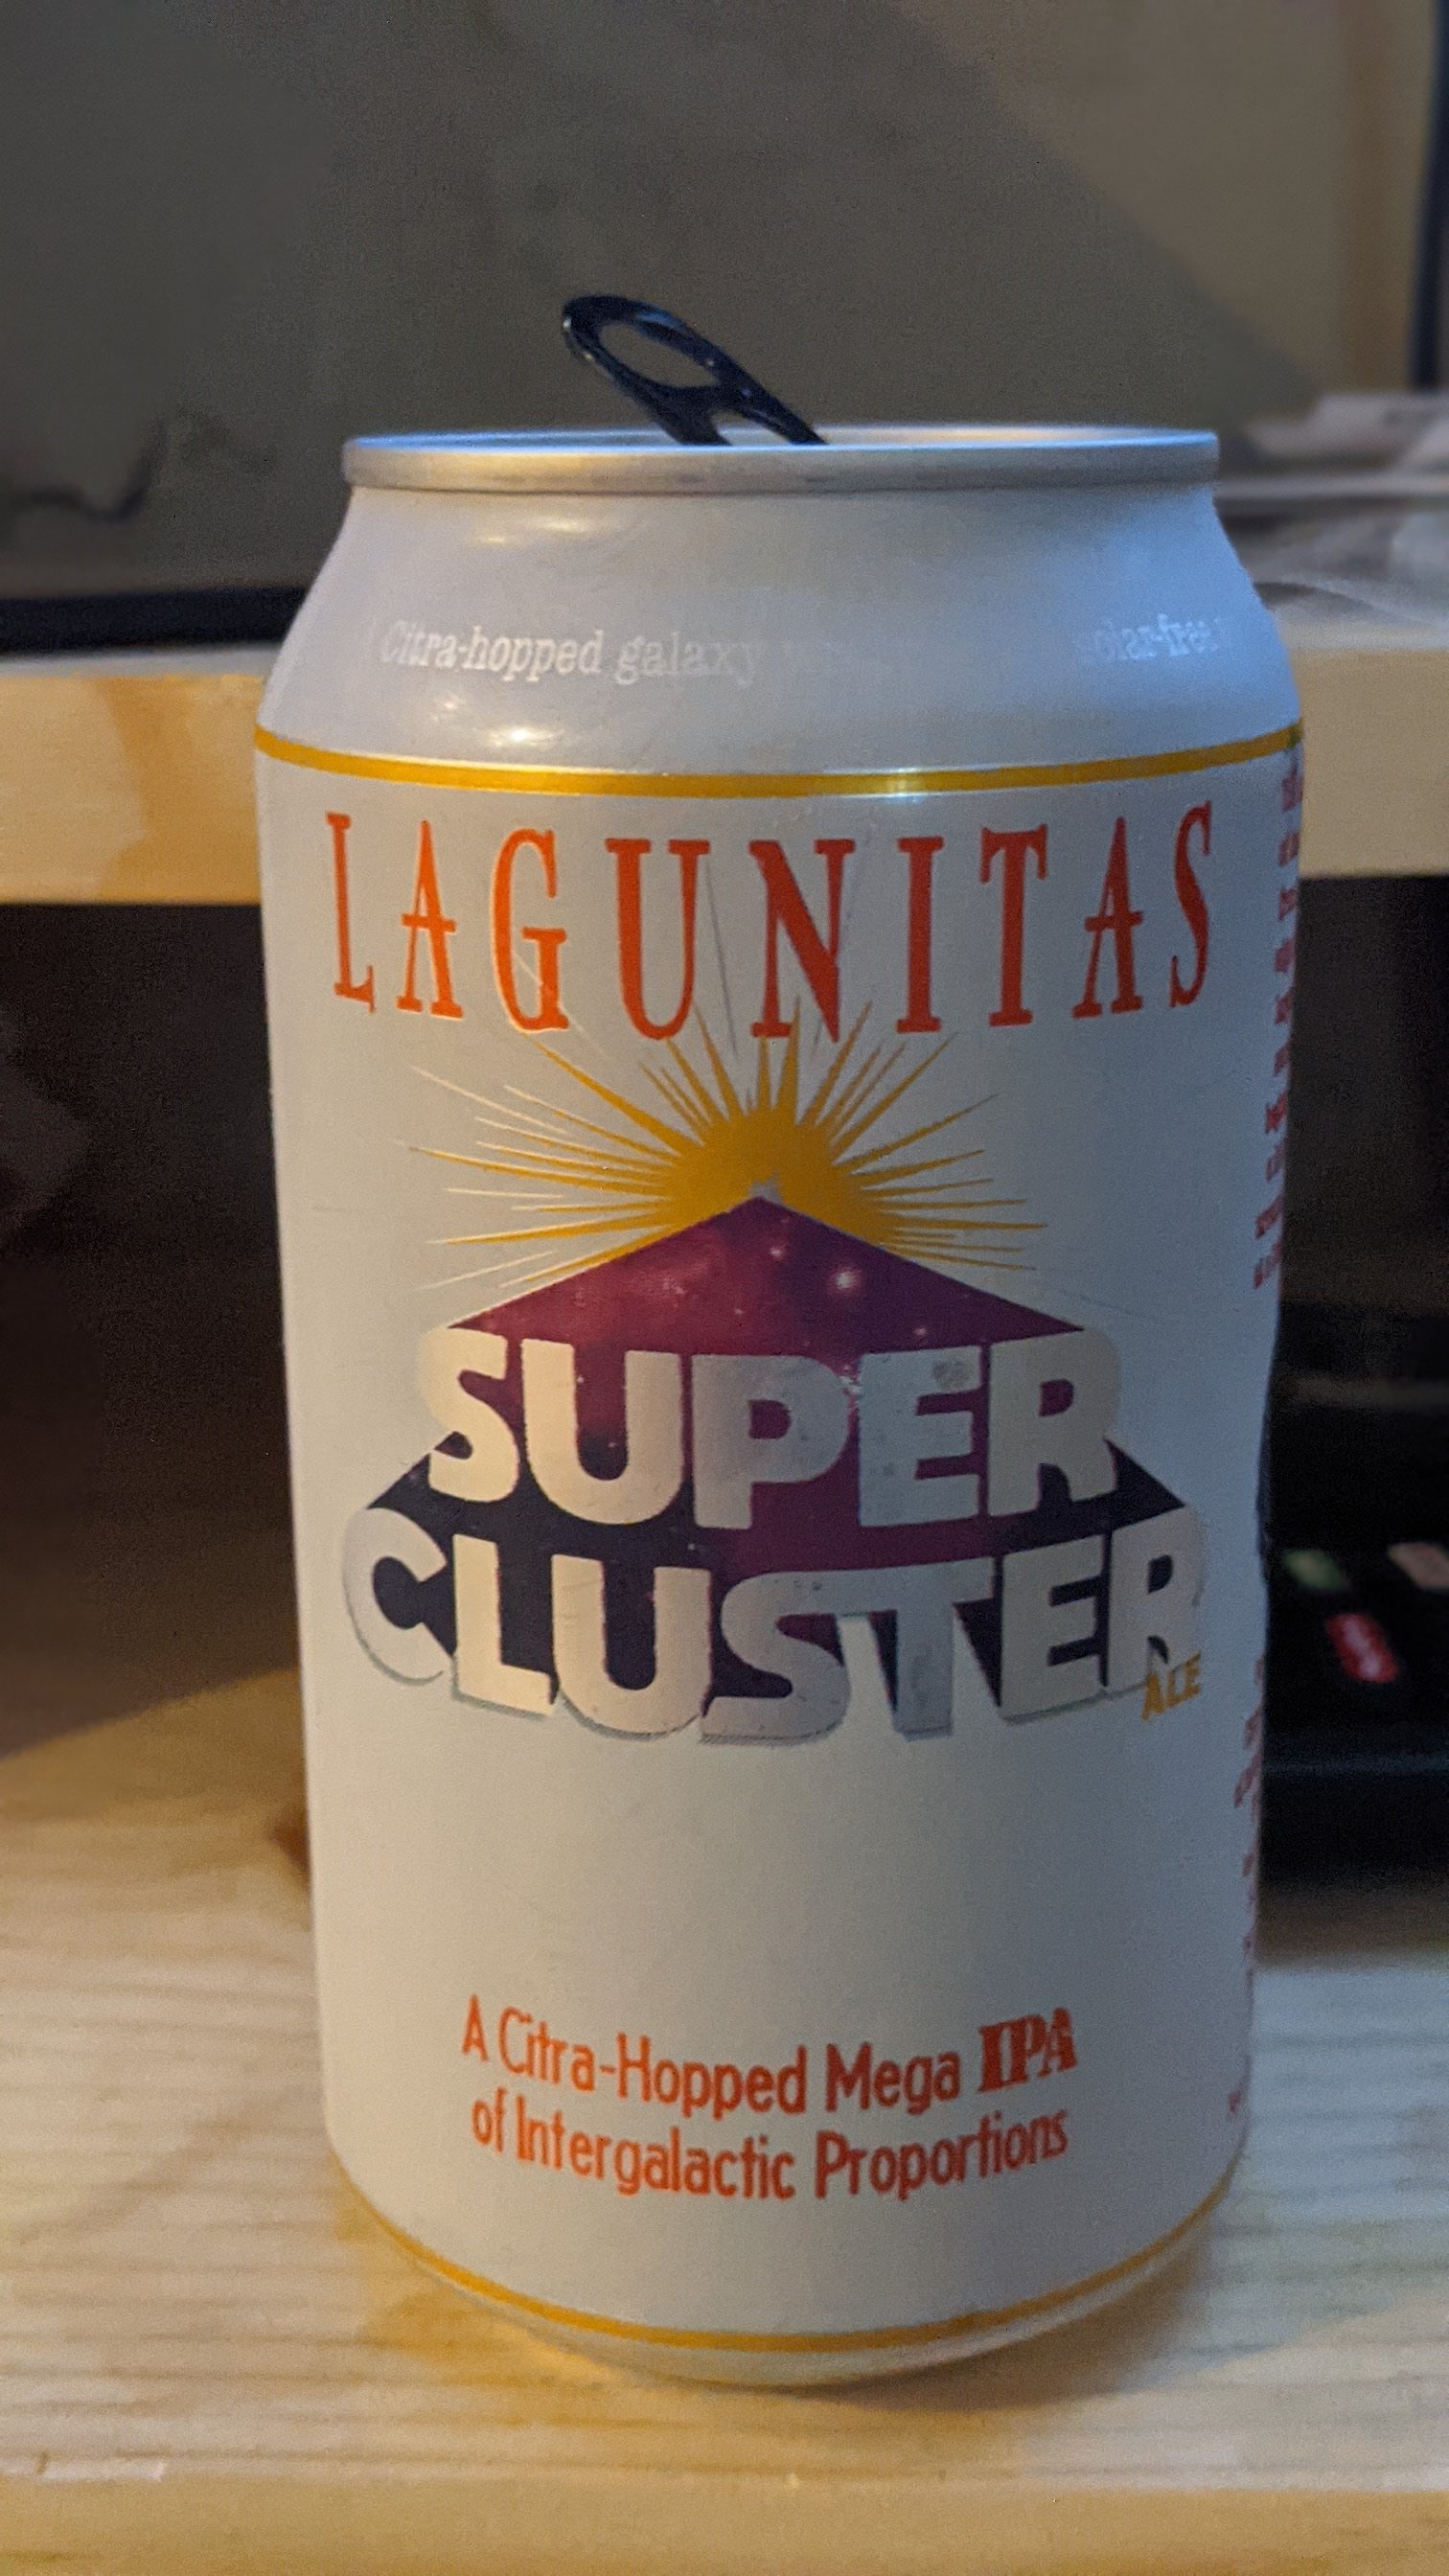 Citra-hopped galaxy
LAGUNITAS
SUPER
CLUSTER
ALE
A Citra-Hopped Mega IPA
of Intergalactic Proportions